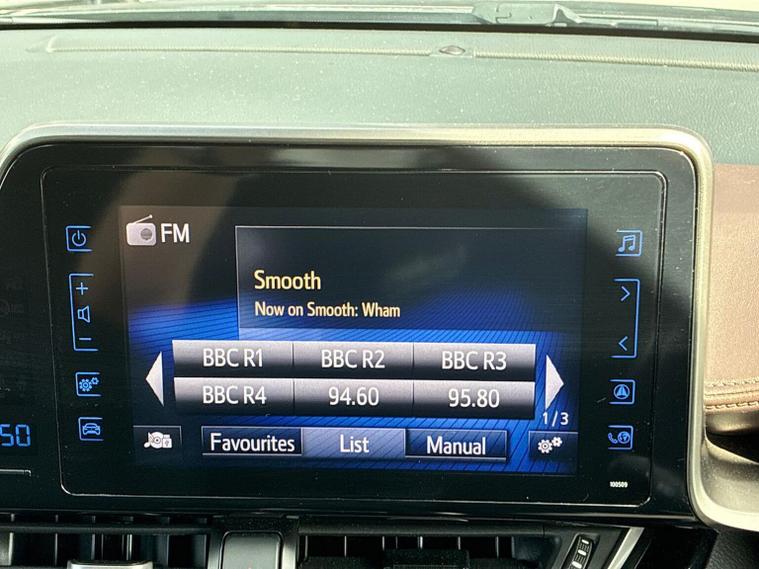 FM
Smooth
Now on Smooth: Wham
BBC R1 BBC R2 BBC R3
BBC R4 94.60 95.80
1/3
Favourites List Manual
50
100509